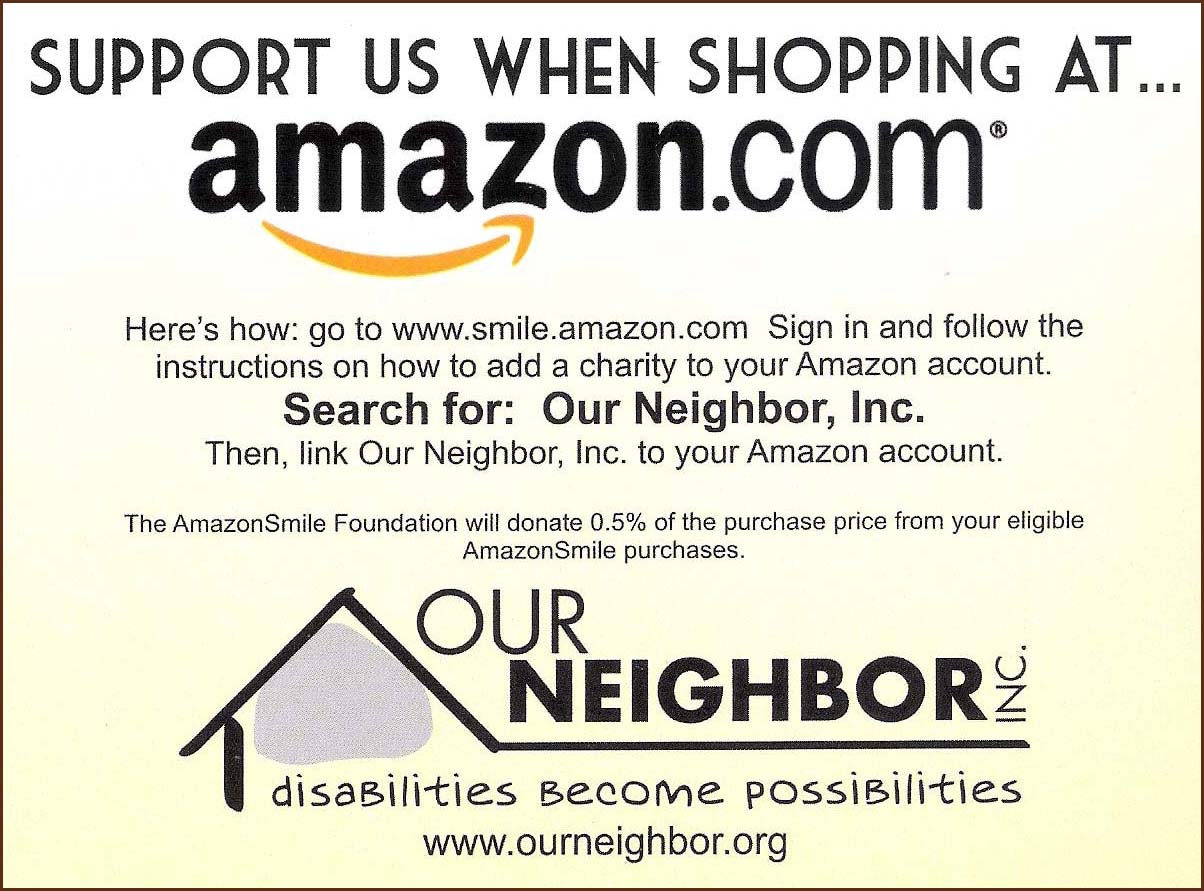 SUPPORT US WHEN SHOPPING AT...
amazon.com®
Here's how: go to www.smile.amazon.com Sign in and follow the
instructions on how to add a charity to your Amazon account.
Search for: Our Neighbor, Inc.
Then, link Our Neighbor, Inc. to your Amazon account.
The AmazonSmile Foundation will donate 0.5% of the purchase price from your eligible
AmazonSmile purchases.
OUR
NEIGHBOR INC.
disaBilities Become possiBilities
www.ourneighbor.org